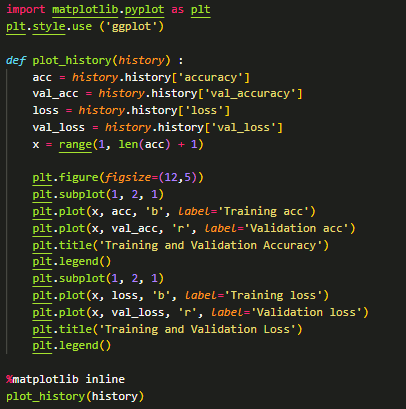 import matplotlib.pyplot as plt
plt.style.use ('ggplot')
def plot_history(history) :
acc = history.history['accuracy']
val_acc = history.history['val_accuracy']
loss = history.history['loss']
val_loss = history.history['val_loss']
x = range(1, len(acc) + 1)
plt.figure(figsize=(12,5))
plt.subplot(1, 2, 1)
plt.plot(x, acc, 'b', label='Training acc')
plt.plot(x, val_acc, 'r', label='Validation acc')
plt.title('Training and Validation Accuracy')
plt.legend()
plt.subplot(1, 2, 1)
plt.plot(x, loss, 'b', label='Training loss')
plt.plot(x, val_loss, 'r', label='Validation loss')
plt.title('Training and Validation Loss')
plt.legend()
%matplotlib inline
plot_history(history)